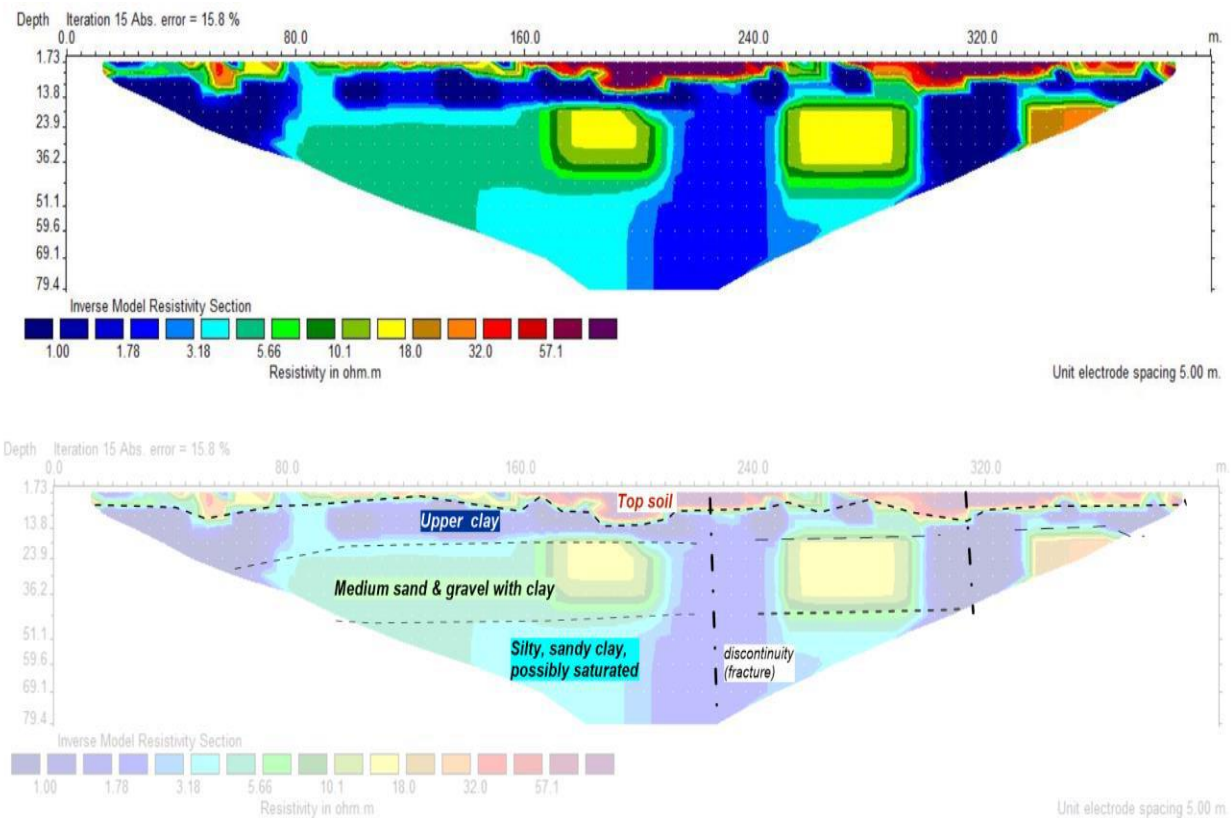 Depth Iteration 15 Abs. error = 15.8 %
0.0 80.0 160.0 240.0 320.0 m.
1.73
13.8
23.9
36.2
51.1
59.6
69.1
79.4
Inverse Model Resistivity Section
1.00 1.78 3.18 5.66 10.1 18.0 32.0 57.1
Resistivity in ohm.m Unit electrode spacing 5.00 m.
Depth Iteration 15 Abs. error = 15.8 %
0.0 80.0 160.0 240.0 320.0 m.
1.73
Top soil
13.8
Upper clay
23.9
36.2
Medium sand & gravel with clay
51.1
Silty, sandy clay,
possibly saturated
discontinuity
(fracture)
59.6
69.1
79.4
Inverse Model Resistivity Section
1.00 1.78 3.18 5.66 10.1 18.0 32.0 57.1
Resistivity in ohm.m Unit electrode spacing 5.00 m.